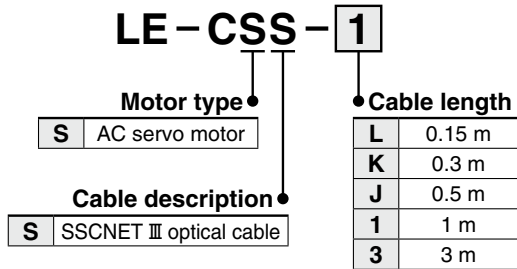 LE－CSS－1
Motor type
S AC servo motor
Cable description
S SSCNET Ⅲ optical cable
Cable length
L 0.15 m
K 0.3 m
J 0.5 m
1 1 m
3 3 m